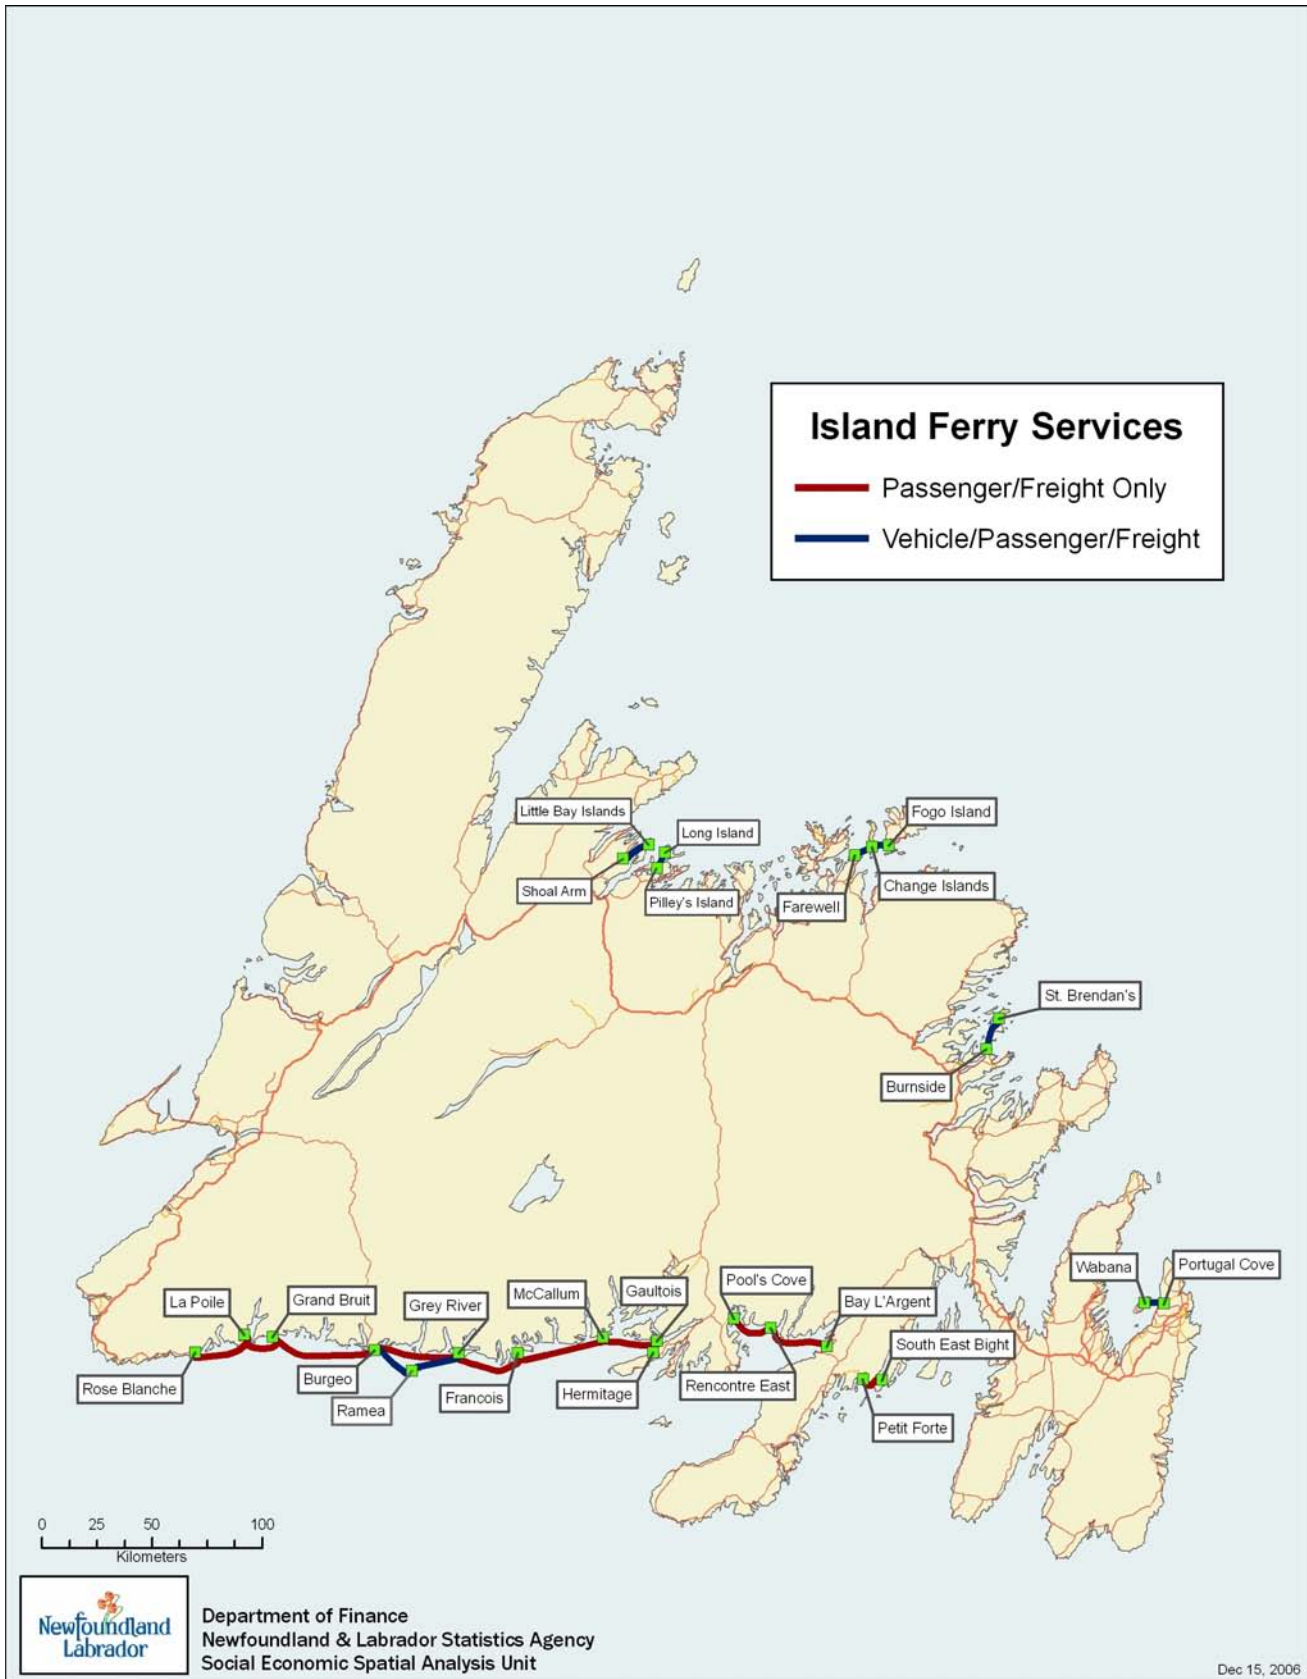 Island Ferry Services
Passenger/Freight Only
Vehicle/Passenger/Freight
Little Bay Islands
Long Island
Fogo Island
Shoal Arm
Pilley's Island
Farewell
Change Islands
St. Brendan's
Burnside
Wabana
Portugal Cove
La Poile
Grand Bruit
Grey River
McCallum
Gaultois
Pool's Cove
Bay L'Argent
South East Bight
Rose Blanche
Burgeo
Ramea
Francois
Hermitage
Rencontre East
Petit Forte
0 25 50 100
Kilometers
Newfoundland
Labrador
Department of Finance
Newfoundland & Labrador Statistics Agency
Social Economic Spatial Analysis Unit
Dec 15, 2006